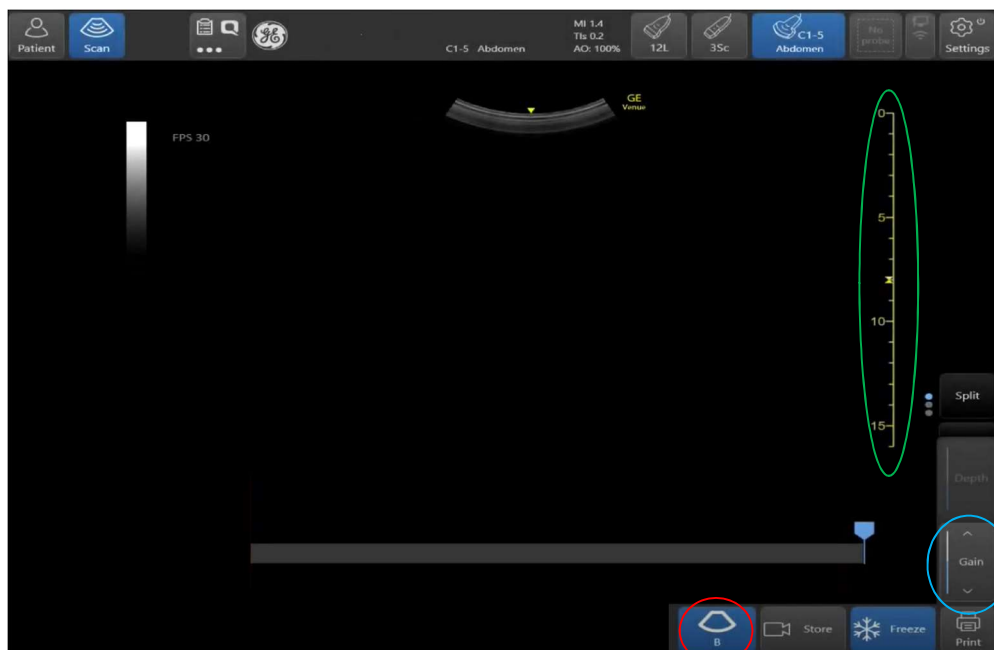 Patient
Scan
C1-5 Abdomen
MI 1.4
TIs 0.2
AO: 100%
12L
3Sc
C1-5
Abdomen
No
probe
Settings
FPS 30
GE
Venue
0
5
10
15
Split
Depth
Gain
B
Store
Freeze
Print